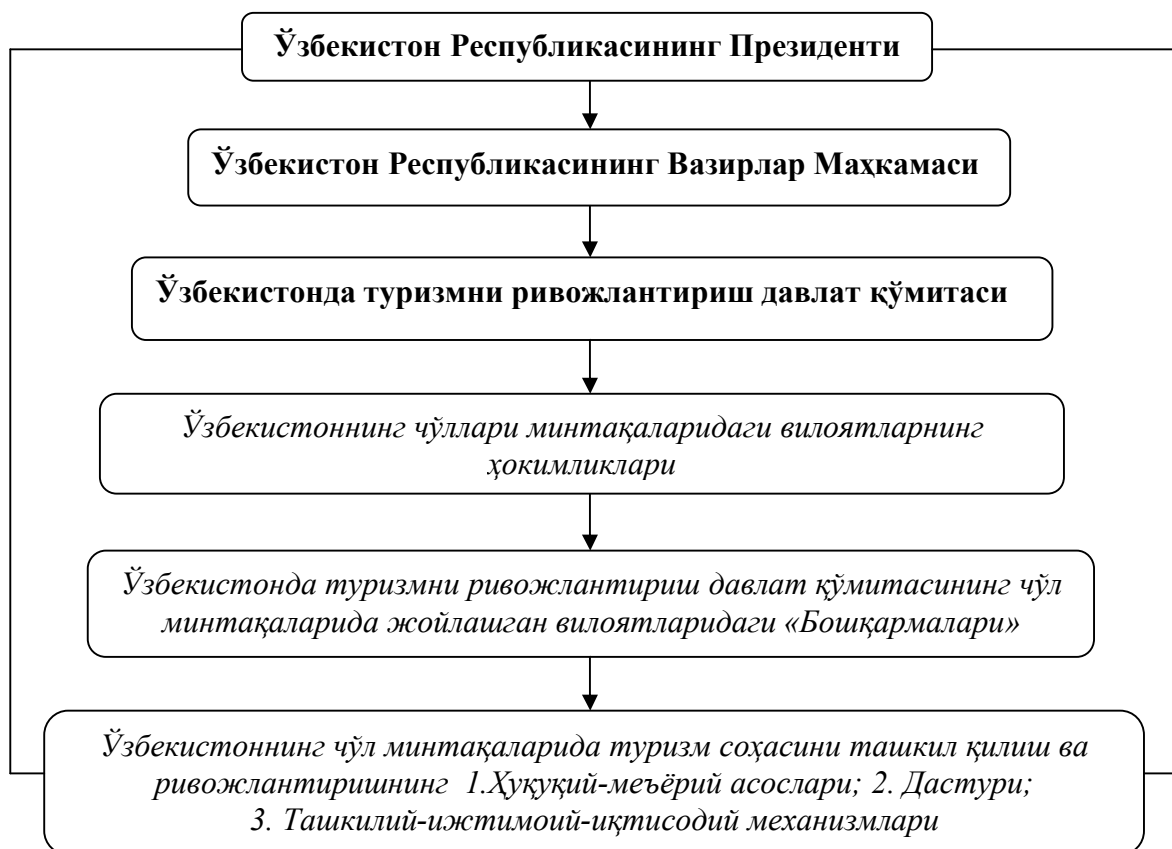 Ўзбекистон Республикасининг Президенти
Ўзбекистон Республикасининг Вазирлар Маҳкамаси
Ўзбекистонда туризмни ривожлантириш давлат қўмитаси
Ўзбекистоннинг чўллари минтақаларидаги вилоятларнинг
ҳокимликлари
Ўзбекистонда туризмни ривожлантириш давлат қўмитасининг чўл
минтақаларида жойлашган вилоятларидаги «Бошқармалари»
Ўзбекистоннинг чўл минтақаларида туризм соҳасини ташкил қилиш ва
ривожлантиришнинг 1.Ҳуқуқий-меъёрий асослари; 2. Дастури;
3. Ташкилий-ижтимоий-иқтисодий механизмлари